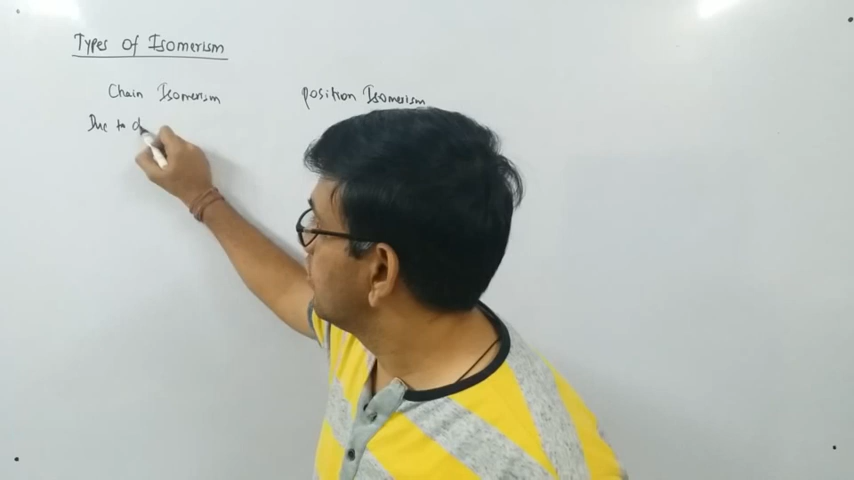 Types of Isomerism
Chain Isomerism
position Isomerism
Due to d